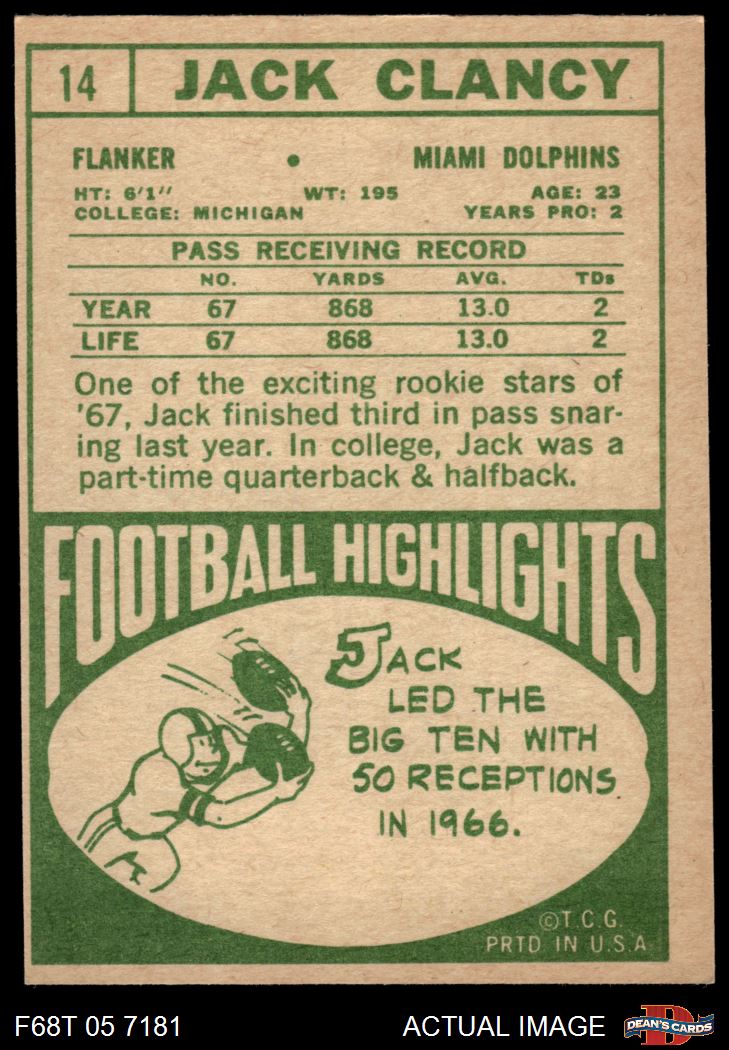 14 JACK CLANCY
FLANKER • MIAMI DOLPHINS
HT: 6'1" WT: 195 AGE: 23
COLLEGE: MICHIGAN YEARS PRO: 2
PASS RECEIVING RECORD
NO. YARDS AVG. TDs
YEAR 67 868 13.0 2
LIFE 67 868 13.0 2
One of the exciting rookie stars of
'67, Jack finished third in pass snar-
ing last year. In college, Jack was a
part-time quarterback & halfback.
FOOTBALL HIGHLIGHTS
JACK
LED THE
BIG TEN WITH
50 RECEPTIONS
IN 1966.
©T.C.G.
PRTD IN U.S.A
F68T 05 7181 ACTUAL IMAGE DEAN'S CARDS